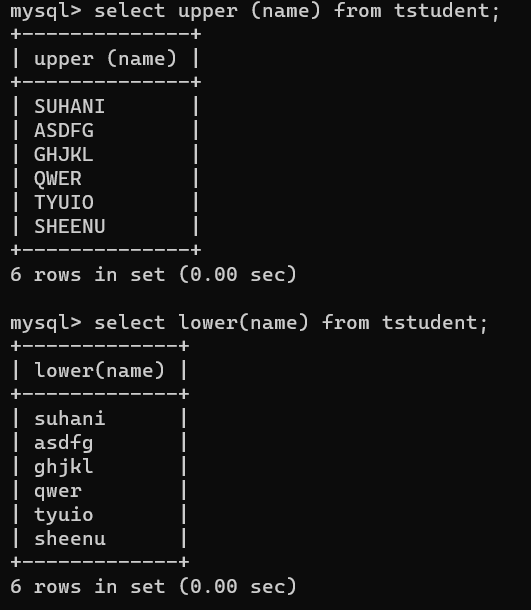 mysql> select upper (name) from tstudent;
+--------------+
| upper (name) |
+--------------+
| SUHANI       |
| ASDFG        |
| GHJKL        |
| QWER         |
| TYUIO        |
| SHEENU       |
+--------------+
6 rows in set (0.00 sec)

mysql> select lower(name) from tstudent;
+-------------+
| lower(name) |
+-------------+
| suhani      |
| asdfg       |
| ghjkl       |
| qwer        |
| tyuio       |
| sheenu      |
+-------------+
6 rows in set (0.00 sec)